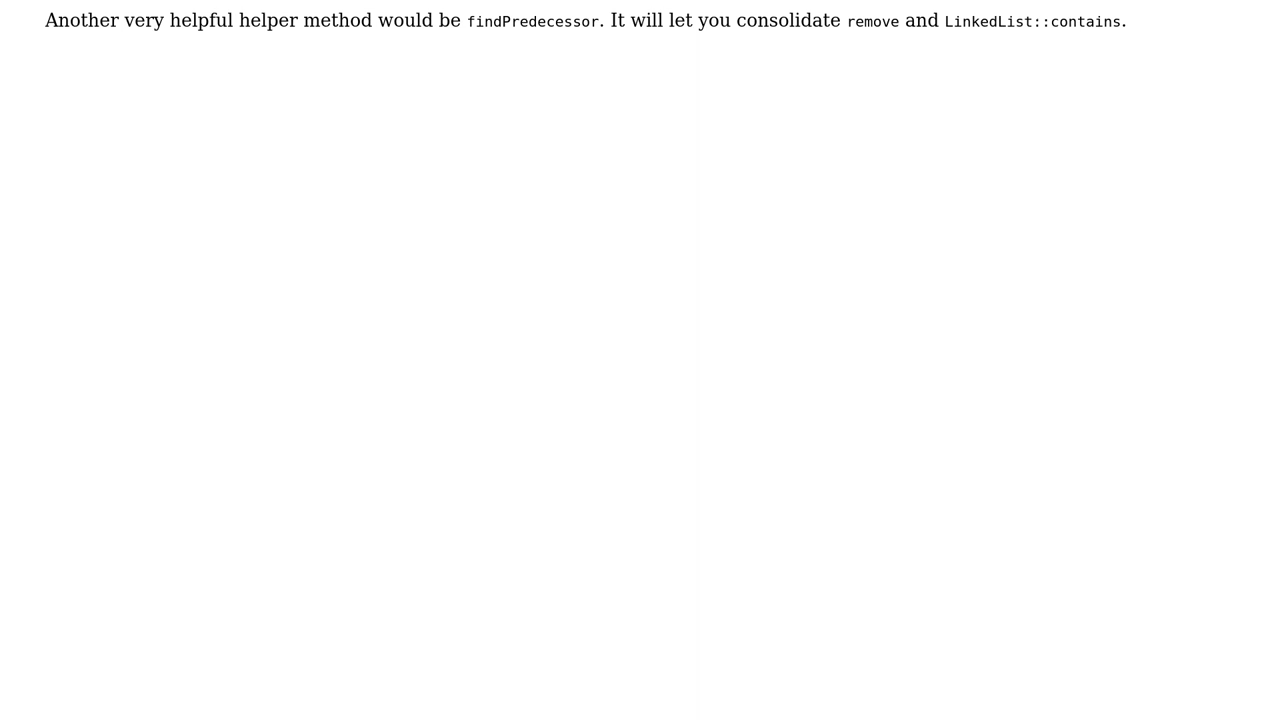 Another very helpful helper method would be findPredecessor. It will let you consolidate remove and LinkedList::contains.